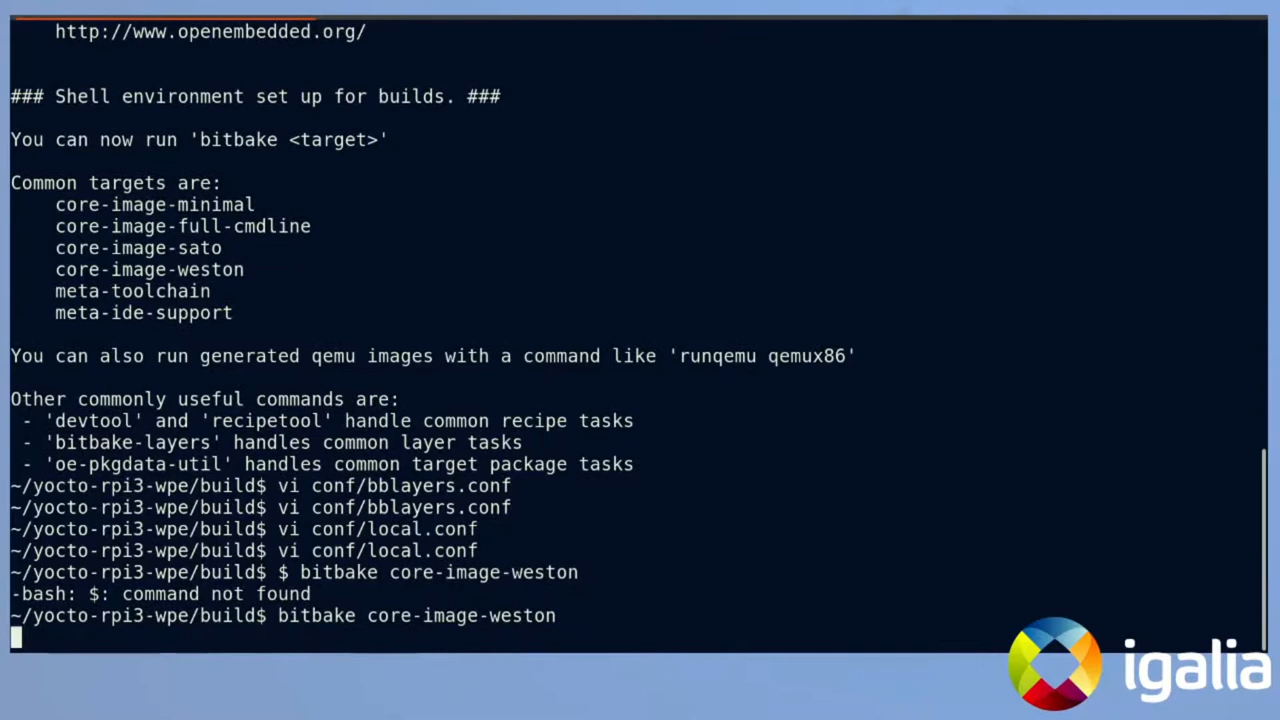 http://www.openembedded.org/
### Shell environment set up for builds. ###
You can now run 'bitbake <target>'
Common targets are:
core-image-minimal
core-image-full-cmdline
core-image-sato
core-image-weston
meta-toolchain
meta-ide-support
You can also run generated qemu images with a command like 'runqemu qemux86'
Other commonly useful commands are:
- 'devtool' and 'recipetool' handle common recipe tasks
- 'bitbake-layers' handles common layer tasks
- 'oe-pkgdata-util' handles common target package tasks
~/yocto-rpi3-wpe/build$ vi conf/bblayers.conf
~/yocto-rpi3-wpe/build$ vi conf/bblayers.conf
~/yocto-rpi3-wpe/build$ vi conf/local.conf
~/yocto-rpi3-wpe/build$ vi conf/local.conf
~/yocto-rpi3-wpe/build$ $ bitbake core-image-weston
-bash: $: command not found
~/yocto-rpi3-wpe/build$ bitbake core-image-weston
igalia